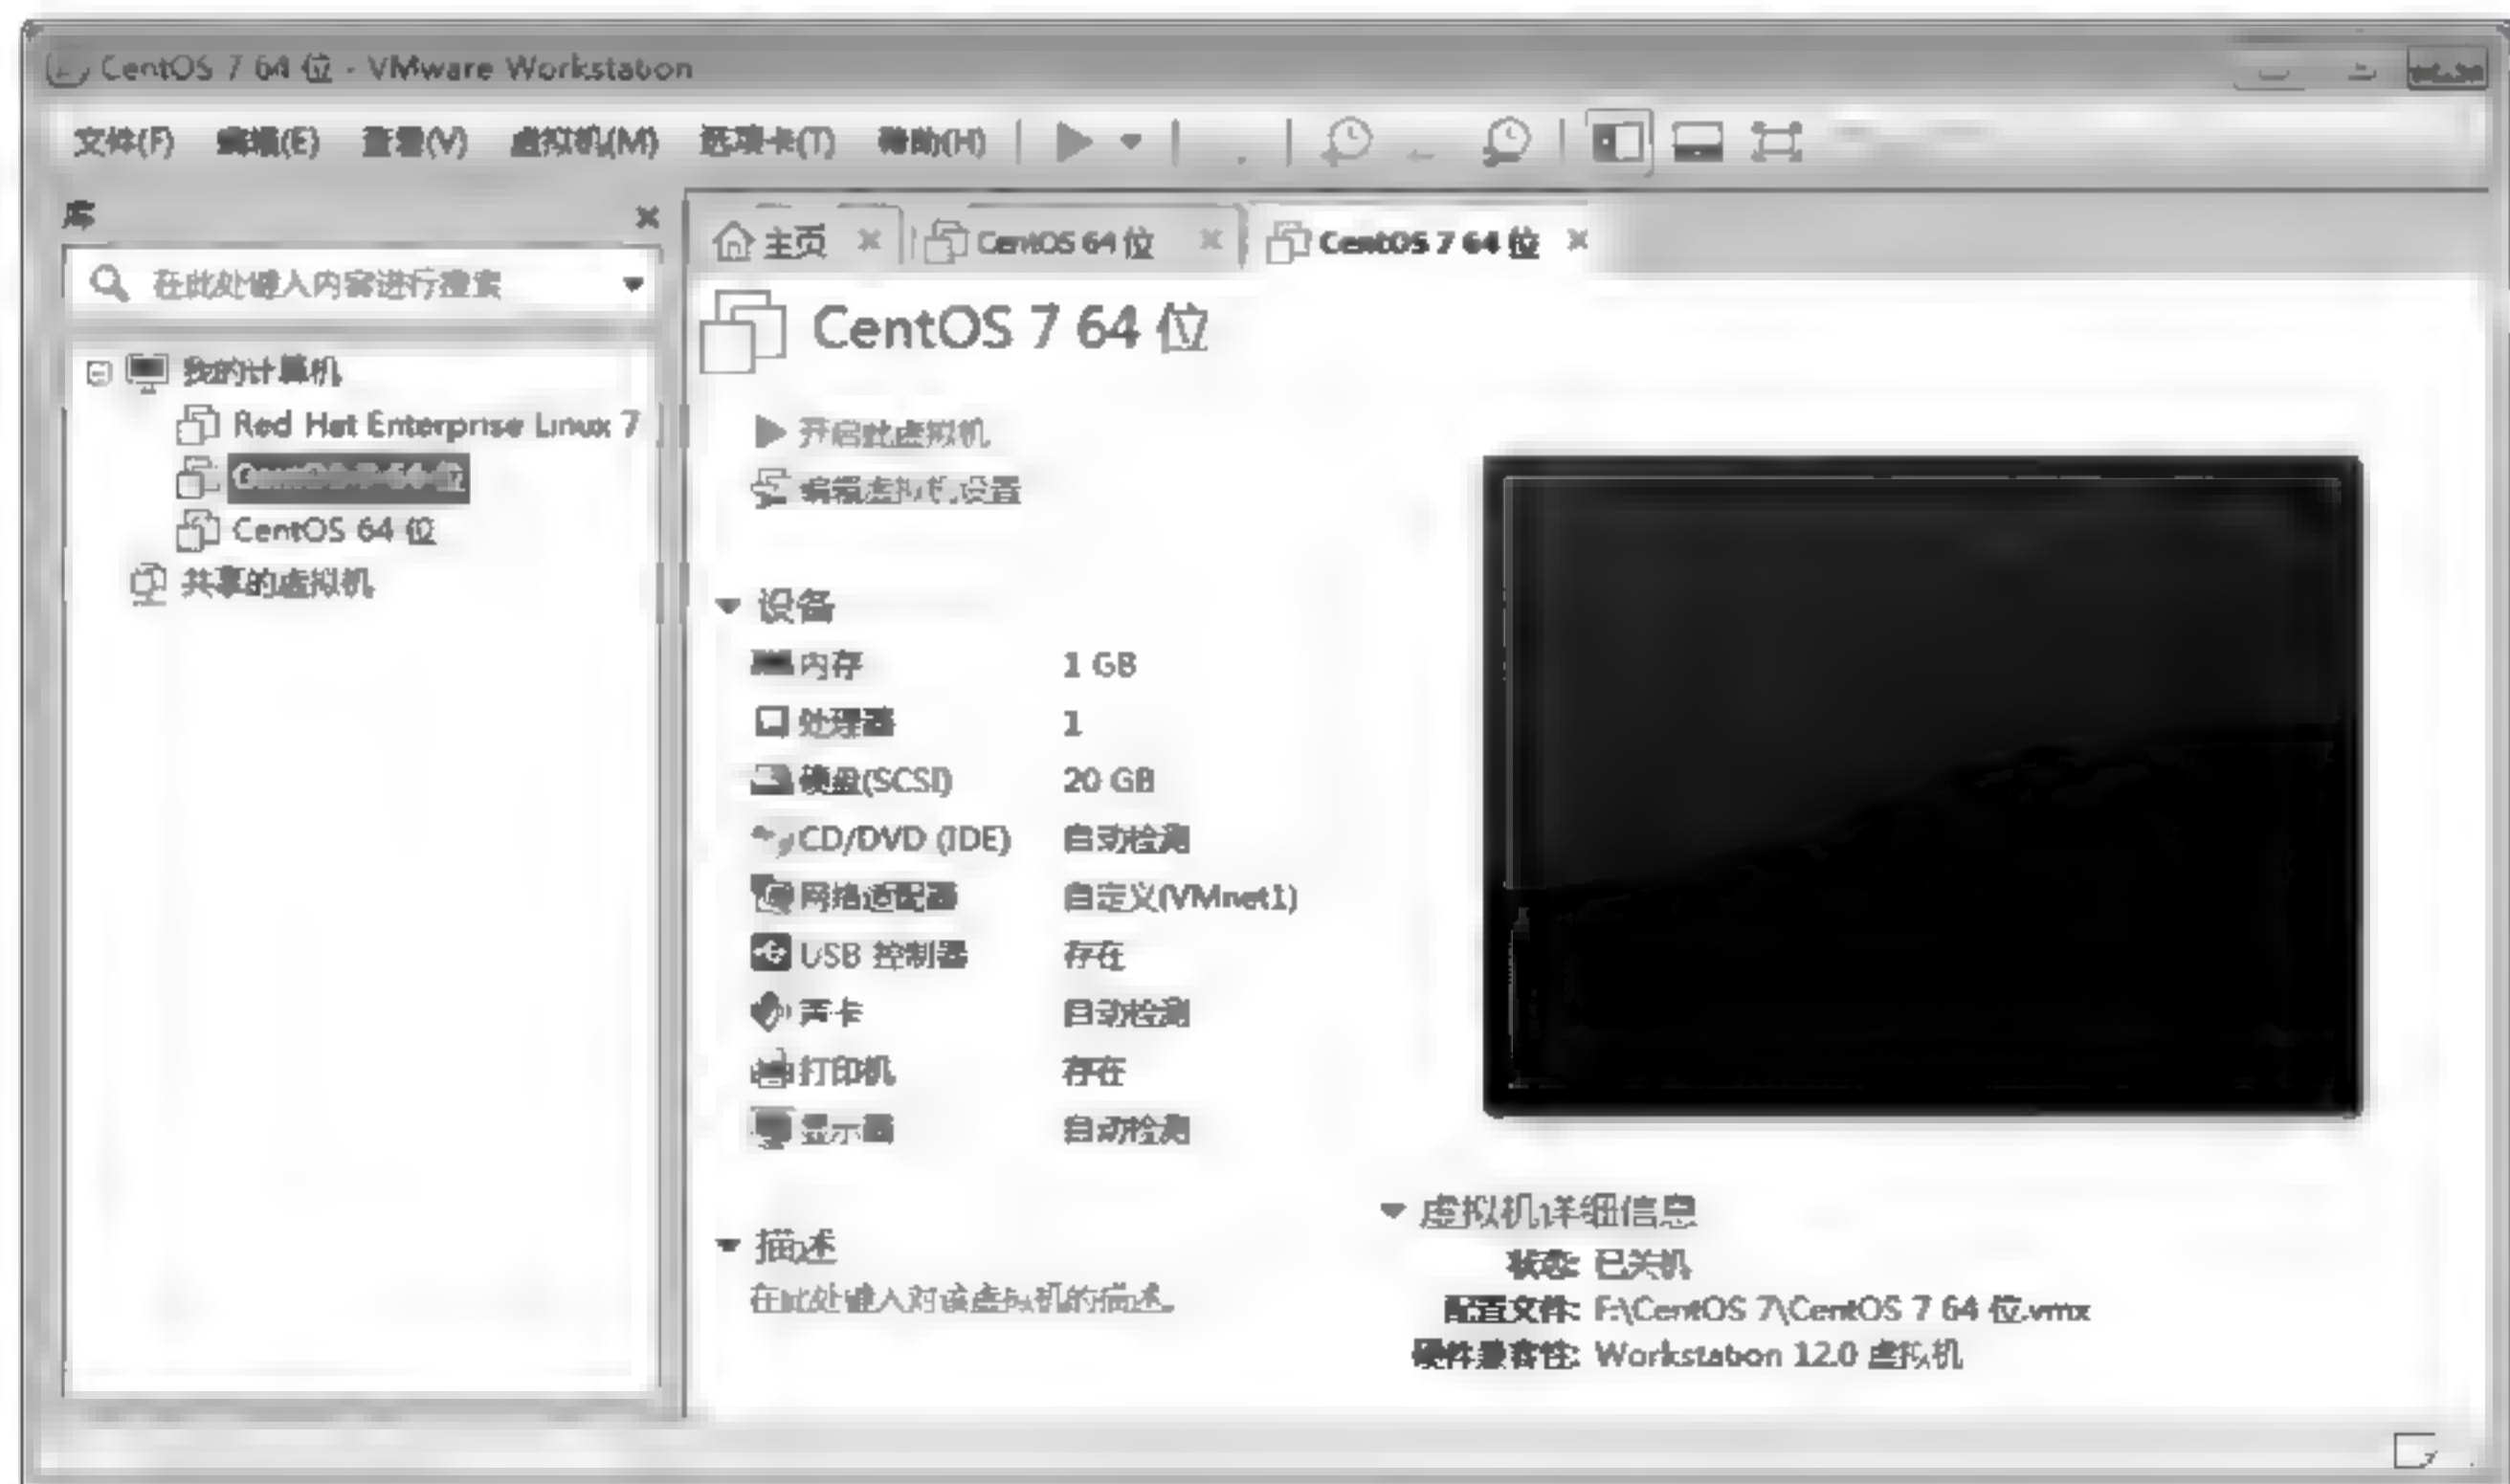 CentOS 7 64 位 - VMware Workstation
文件(F) 编辑(E) 查看(V) 虚拟机(M) 选项卡(T) 帮助(H)
库
在此处键入内容进行搜索
我的计算机
Red Hat Enterprise Linux 7
CentOS 7 64 位
CentOS 64 位
共享的虚拟机
主页 CentOS 64 位 CentOS 7 64 位
CentOS 7 64 位
开启此虚拟机
编辑虚拟机设置
设备
内存 1 GB
处理器 1
硬盘(SCSI) 20 GB
CD/DVD (IDE) 自动检测
网络适配器 自定义(VMnet1)
USB 控制器 存在
声卡 自动检测
打印机 存在
显示器 自动检测
描述
在此处键入对该虚拟机的描述。
虚拟机详细信息
状态: 已关机
配置文件: F:\CentOS 7\CentOS 7 64 位.vmx
硬件兼容性: Workstation 12.0 虚拟机